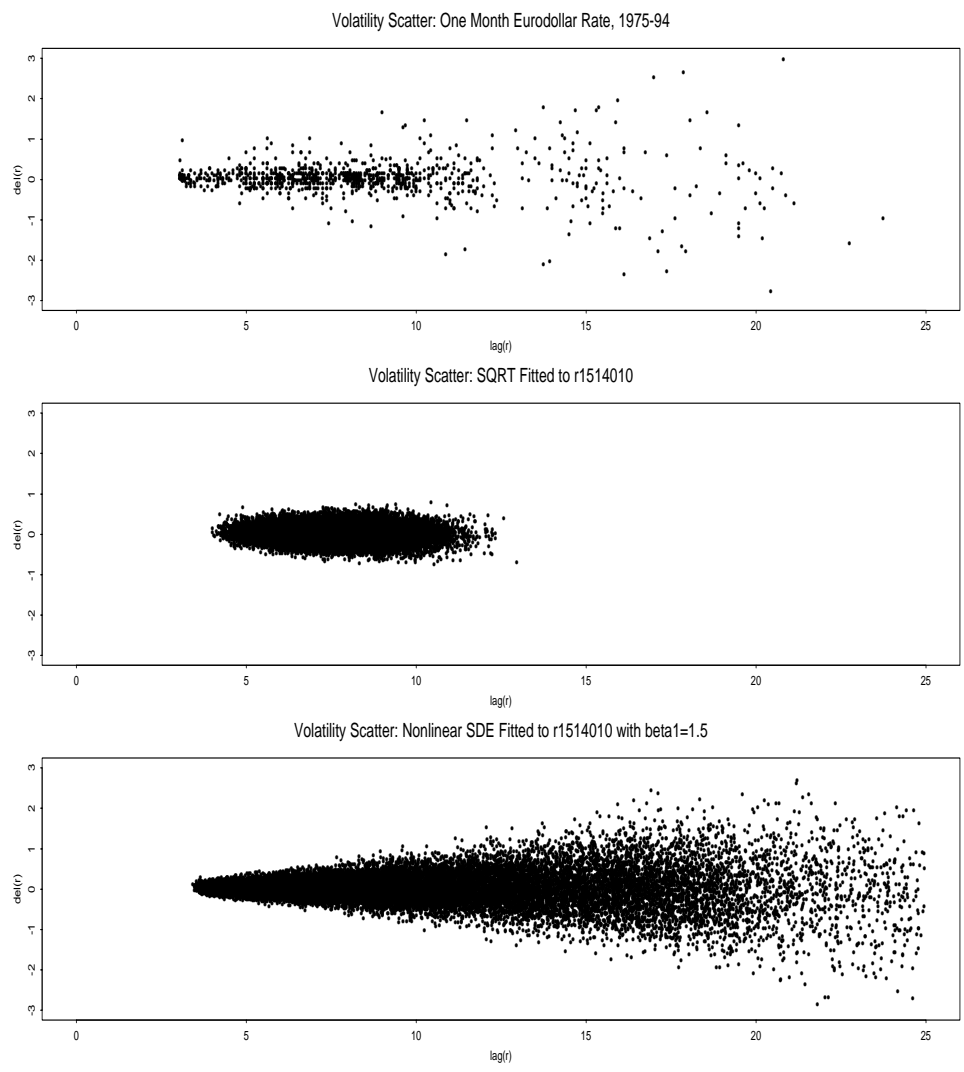 Volatility Scatter: One Month Eurodollar Rate, 1975-94
3
2
1
0
-1
-2
-3
del(r)
0 5 10 15 20 25
lag(r)
Volatility Scatter: SQRT Fitted to r1514010
3
2
1
0
-1
-2
-3
del(r)
0 5 10 15 20 25
lag(r)
Volatility Scatter: Nonlinear SDE Fitted to r1514010 with beta1=1.5
3
2
1
0
-1
-2
-3
del(r)
0 5 10 15 20 25
lag(r)